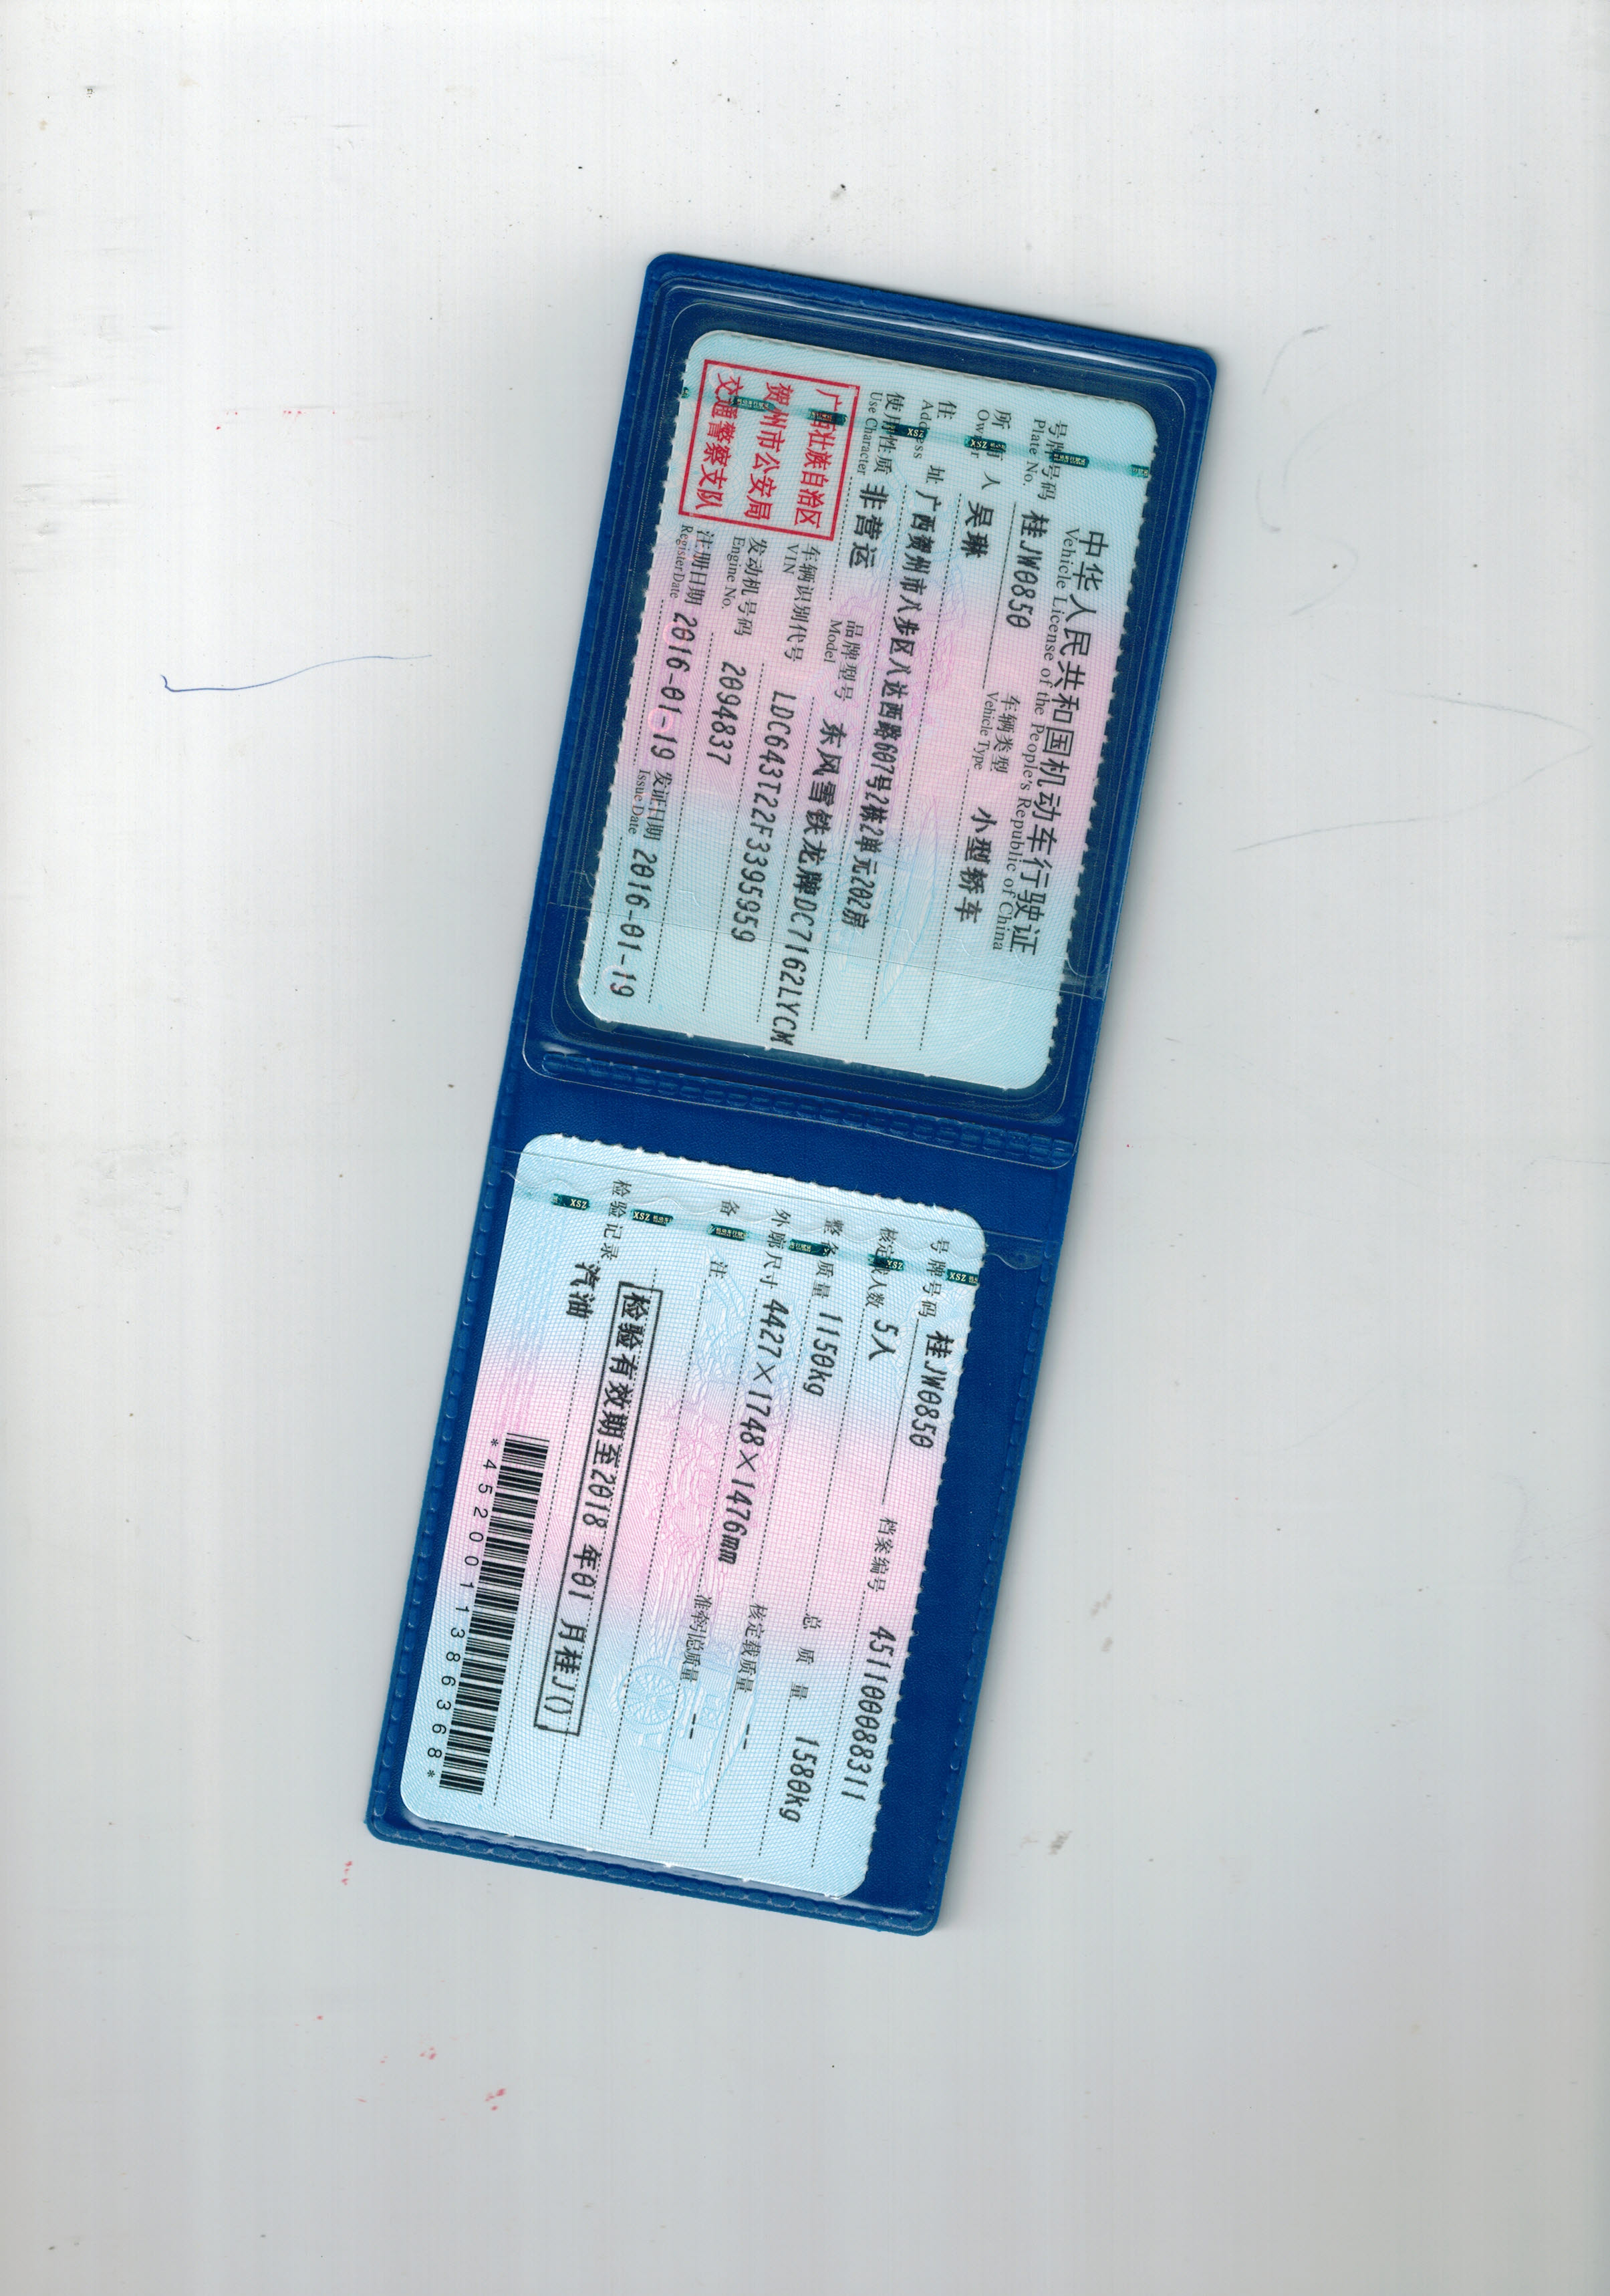 中华人民共和国机动车行驶证
Vehicle License of the People's Republic of China
号牌号码 桂JW0850 车辆类型 小型轿车
Plate No. Vehicle Type
所有人 吴琳
Owner
住址 广西贺州市八步区八达西路607号2栋2单元202房
Address
使用性质 非营运 品牌型号 东风雪铁龙牌DC7162LYCM
Use Character Model
广西壮族自治区
贺州市公安局
交通警察支队
车辆识别代号 LDC643T22F3395959
VIN
发动机号码 2094837
Engine No.
注册日期 2016-01-19 发证日期 2016-01-19
Register Date Issue Date
号牌号码 桂JW0850 档案编号 451100088311
核定载人数 5人 总质量 1580kg
整备质量 1150kg 核定载质量 --
外廓尺寸 4427×1748×1476mm 准牵引总质量 --
备注
检验有效期至2018年01月桂J()
检验记录 汽油
*4520011386368*